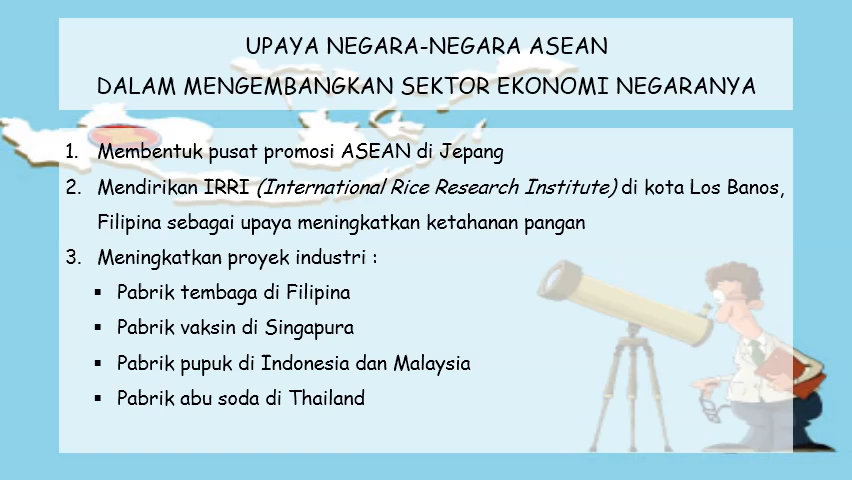 UPAYA NEGARA-NEGARA ASEAN
DALAM MENGEMBANGKAN SEKTOR EKONOMI NEGARANYA
1. Membentuk pusat promosi ASEAN di Jepang
2. Mendirikan IRRI (International Rice Research Institute) di kota Los Banos,
Filipina sebagai upaya meningkatkan ketahanan pangan
3. Meningkatkan proyek industri :
▪ Pabrik tembaga di Filipina
▪ Pabrik vaksin di Singapura
▪ Pabrik pupuk di Indonesia dan Malaysia
▪ Pabrik abu soda di Thailand